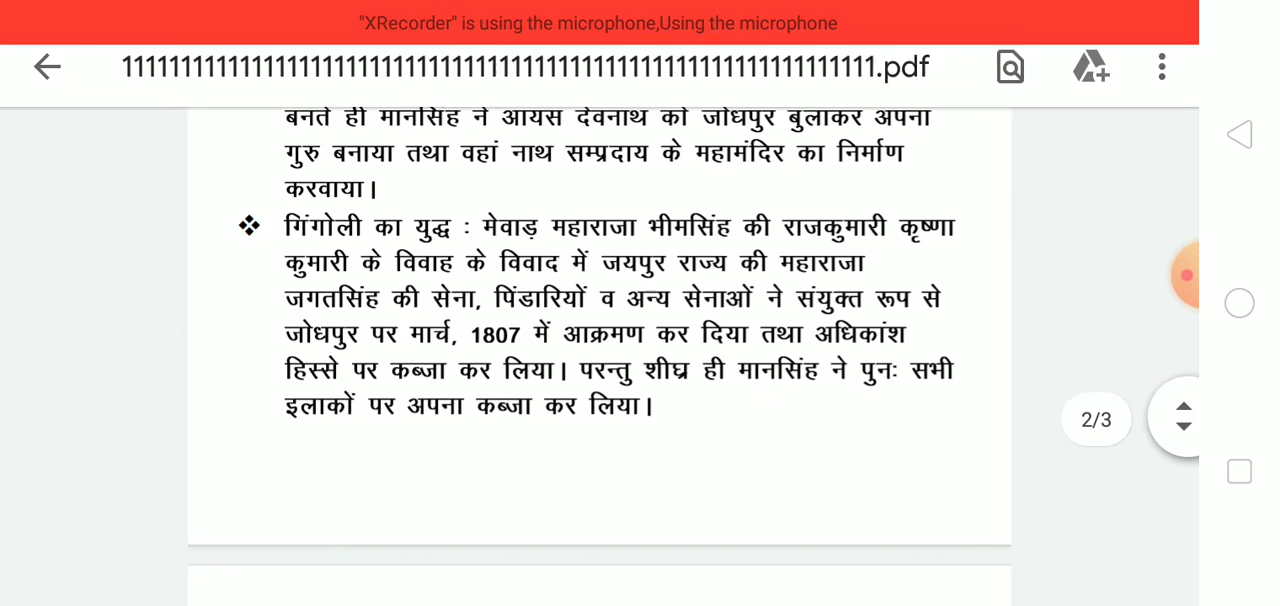 "XRecorder" is using the microphone,Using the microphone
1111111111111111111111111111111111111111111111111111111111111111.pdf
बनते ही मानसिंह ने आयस देवनाथ को जोधपुर बुलाकर अपना
गुरु बनाया तथा वहां नाथ सम्प्रदाय के महामंदिर का निर्माण
करवाया।
❖ गिंगोली का युद्ध : मेवाड़ महाराजा भीमसिंह की राजकुमारी कृष्णा
कुमारी के विवाह के विवाद में जयपुर राज्य की महाराजा
जगतसिंह की सेना, पिंडारियों व अन्य सेनाओं ने संयुक्त रूप से
जोधपुर पर मार्च, 1807 में आक्रमण कर दिया तथा अधिकांश
हिस्से पर कब्जा कर लिया। परन्तु शीघ्र ही मानसिंह ने पुनः सभी
इलाकों पर अपना कब्जा कर लिया।
2/3